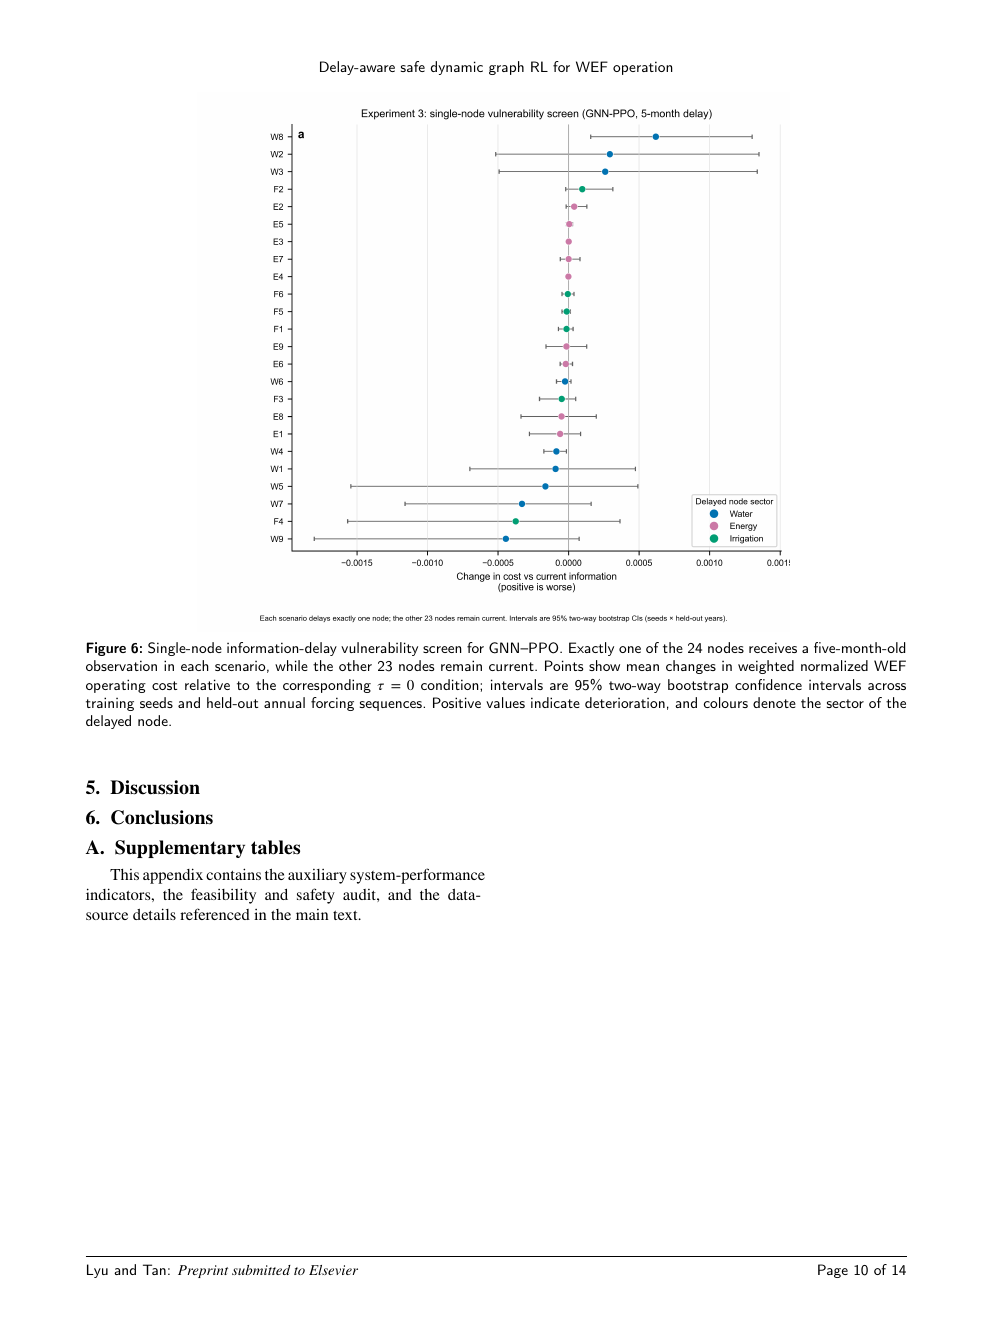 Delay-aware safe dynamic graph RL for WEF operation
Experiment 3: single-node vulnerability screen (GNN-PPO, 5-month delay)
a
W8
W2
W3
F2
E2
E5
E3
E7
E4
F6
F5
F1
E9
E6
W6
F3
E8
E1
W4
W1
W5
W7
F4
W9
Delayed node sector
Water
Energy
Irrigation
−0.0015 −0.0010 −0.0005 0.0000 0.0005 0.0010 0.001
Change in cost vs current information
(positive is worse)
Each scenario delays exactly one node; the other 23 nodes remain current. Intervals are 95% two-way bootstrap CIs (seeds × held-out years).
Figure 6: Single-node information-delay vulnerability screen for GNN–PPO. Exactly one of the 24 nodes receives a five-month-old
observation in each scenario, while the other 23 nodes remain current. Points show mean changes in weighted normalized WEF
operating cost relative to the corresponding τ = 0 condition; intervals are 95% two-way bootstrap confidence intervals across
training seeds and held-out annual forcing sequences. Positive values indicate deterioration, and colours denote the sector of the
delayed node.
5. Discussion
6. Conclusions
A. Supplementary tables
This appendix contains the auxiliary system-performance
indicators, the feasibility and safety audit, and the data-
source details referenced in the main text.
Lyu and Tan: Preprint submitted to Elsevier
Page 10 of 14